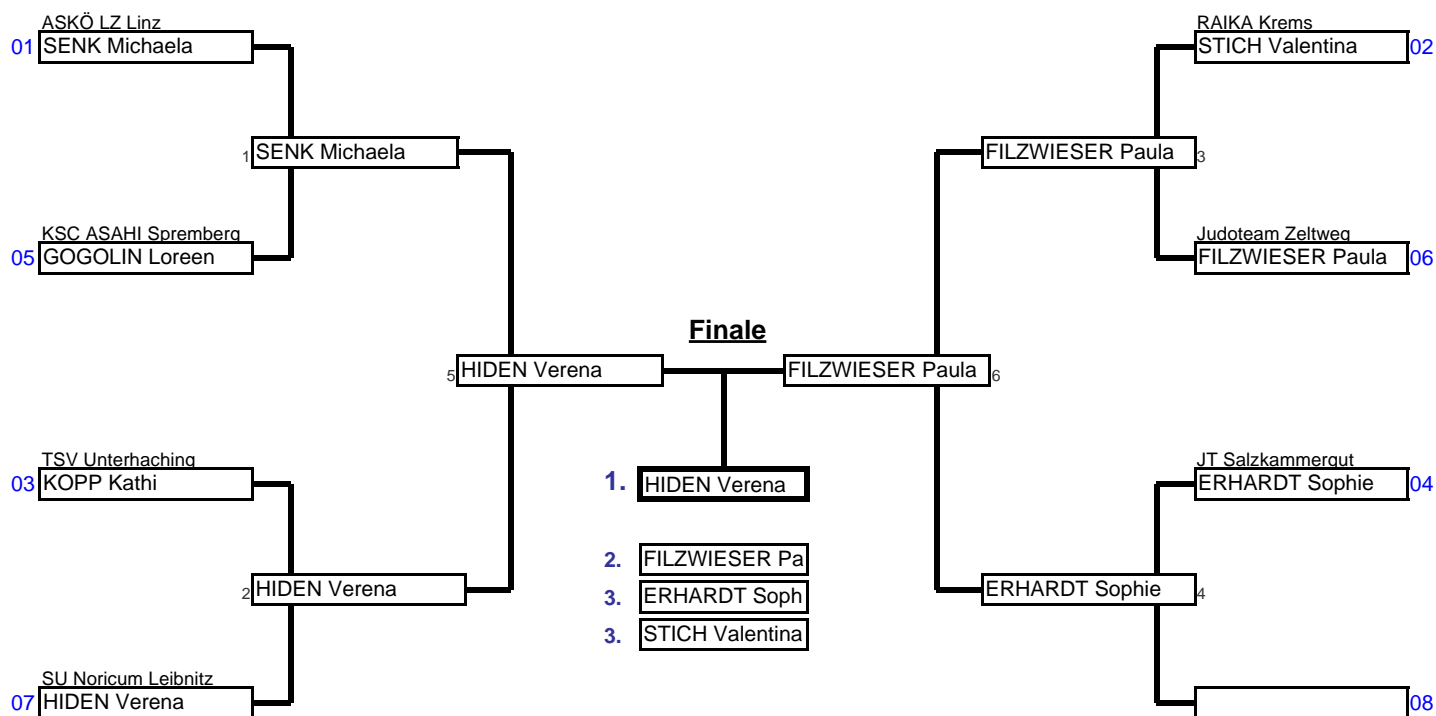 ASKÖ LZ Linz
01 SENK Michaela
1 SENK Michaela
KSC ASAHI Spremberg
05 GOGOLIN Loreen
5 HIDEN Verena
TSV Unterhaching
03 KOPP Kathi
2 HIDEN Verena
SU Noricum Leibnitz
07 HIDEN Verena
Finale
1. HIDEN Verena
2. FILZWIESER Pa
3. ERHARDT Soph
3. STICH Valentina
RAIKA Krems
STICH Valentina 02
FILZWIESER Paula 3
Judoteam Zeltweg
FILZWIESER Paula 06
FILZWIESER Paula 6
JT Salzkammergut
ERHARDT Sophie 04
ERHARDT Sophie 4
08